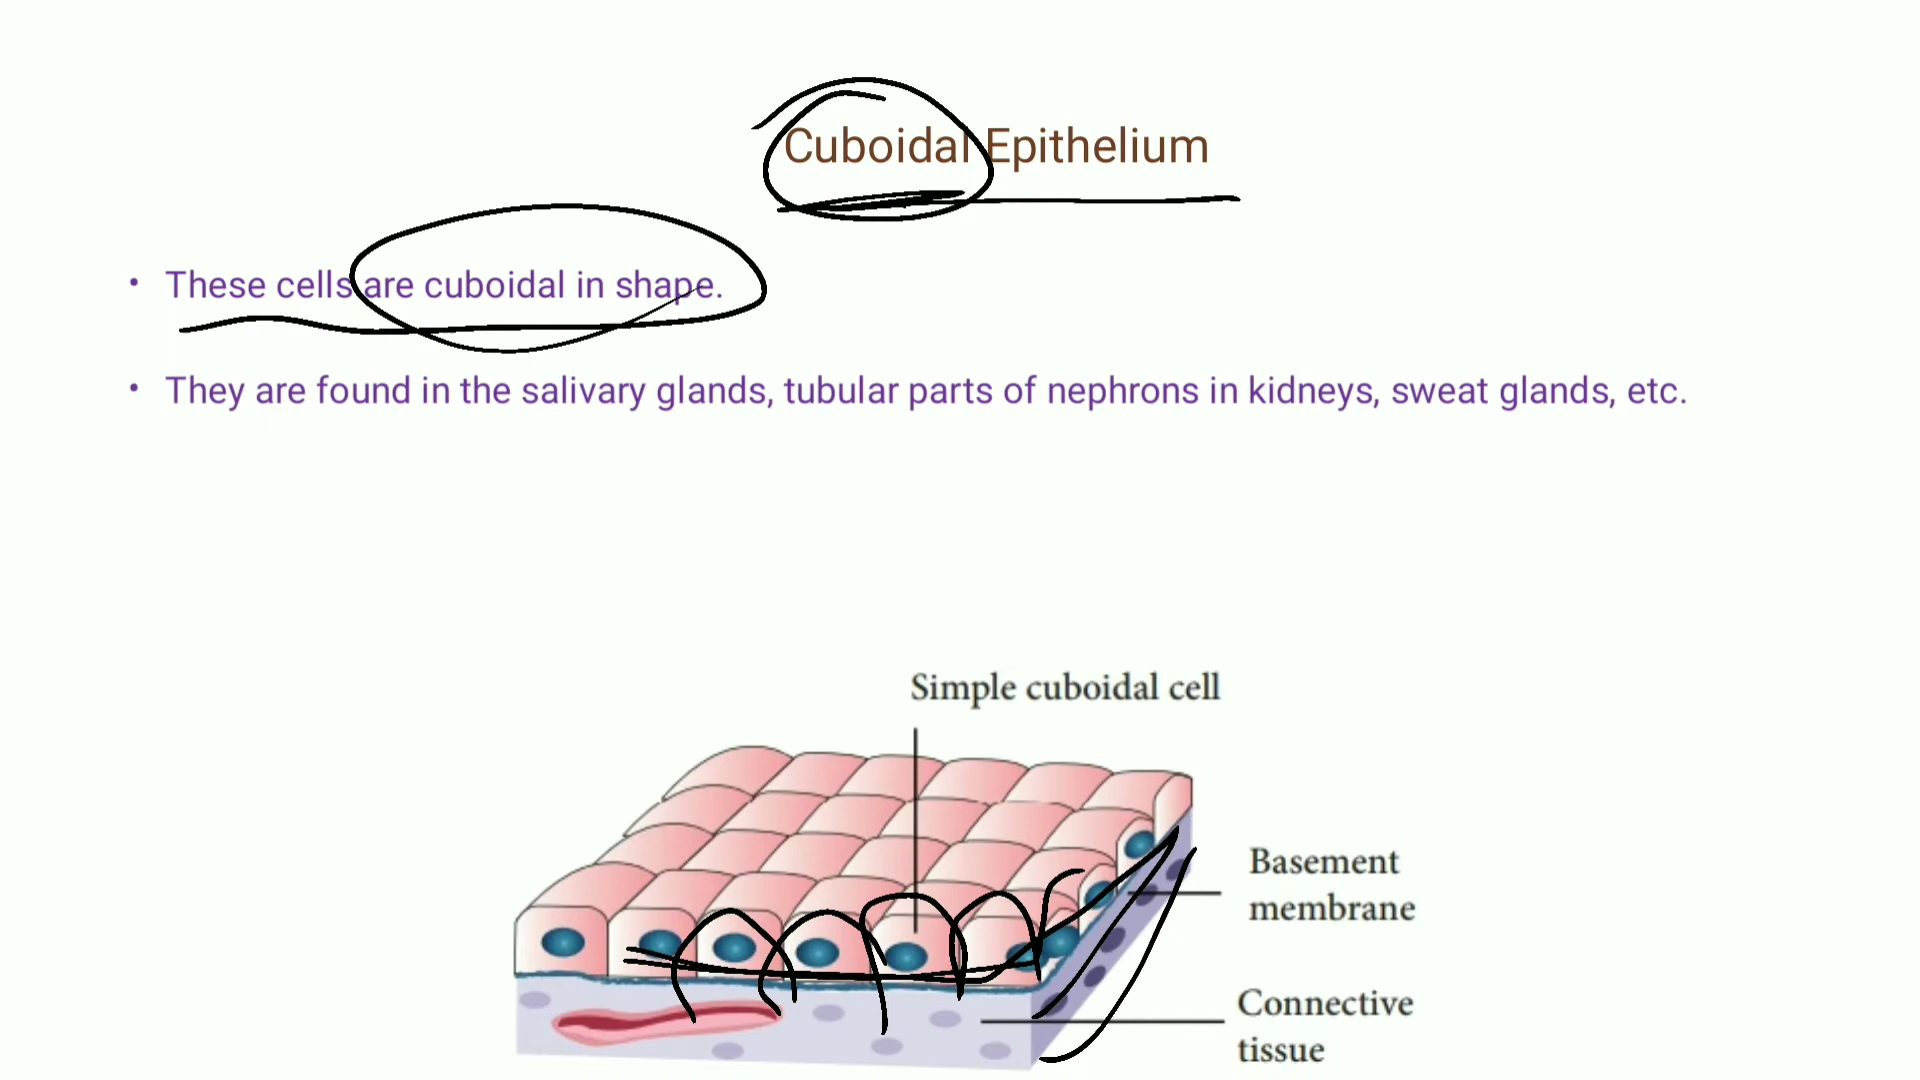 Cuboidal Epithelium
• These cells are cuboidal in shape.
• They are found in the salivary glands, tubular parts of nephrons in kidneys, sweat glands, etc.
Simple cuboidal cell
Basement
membrane
Connective
tissue